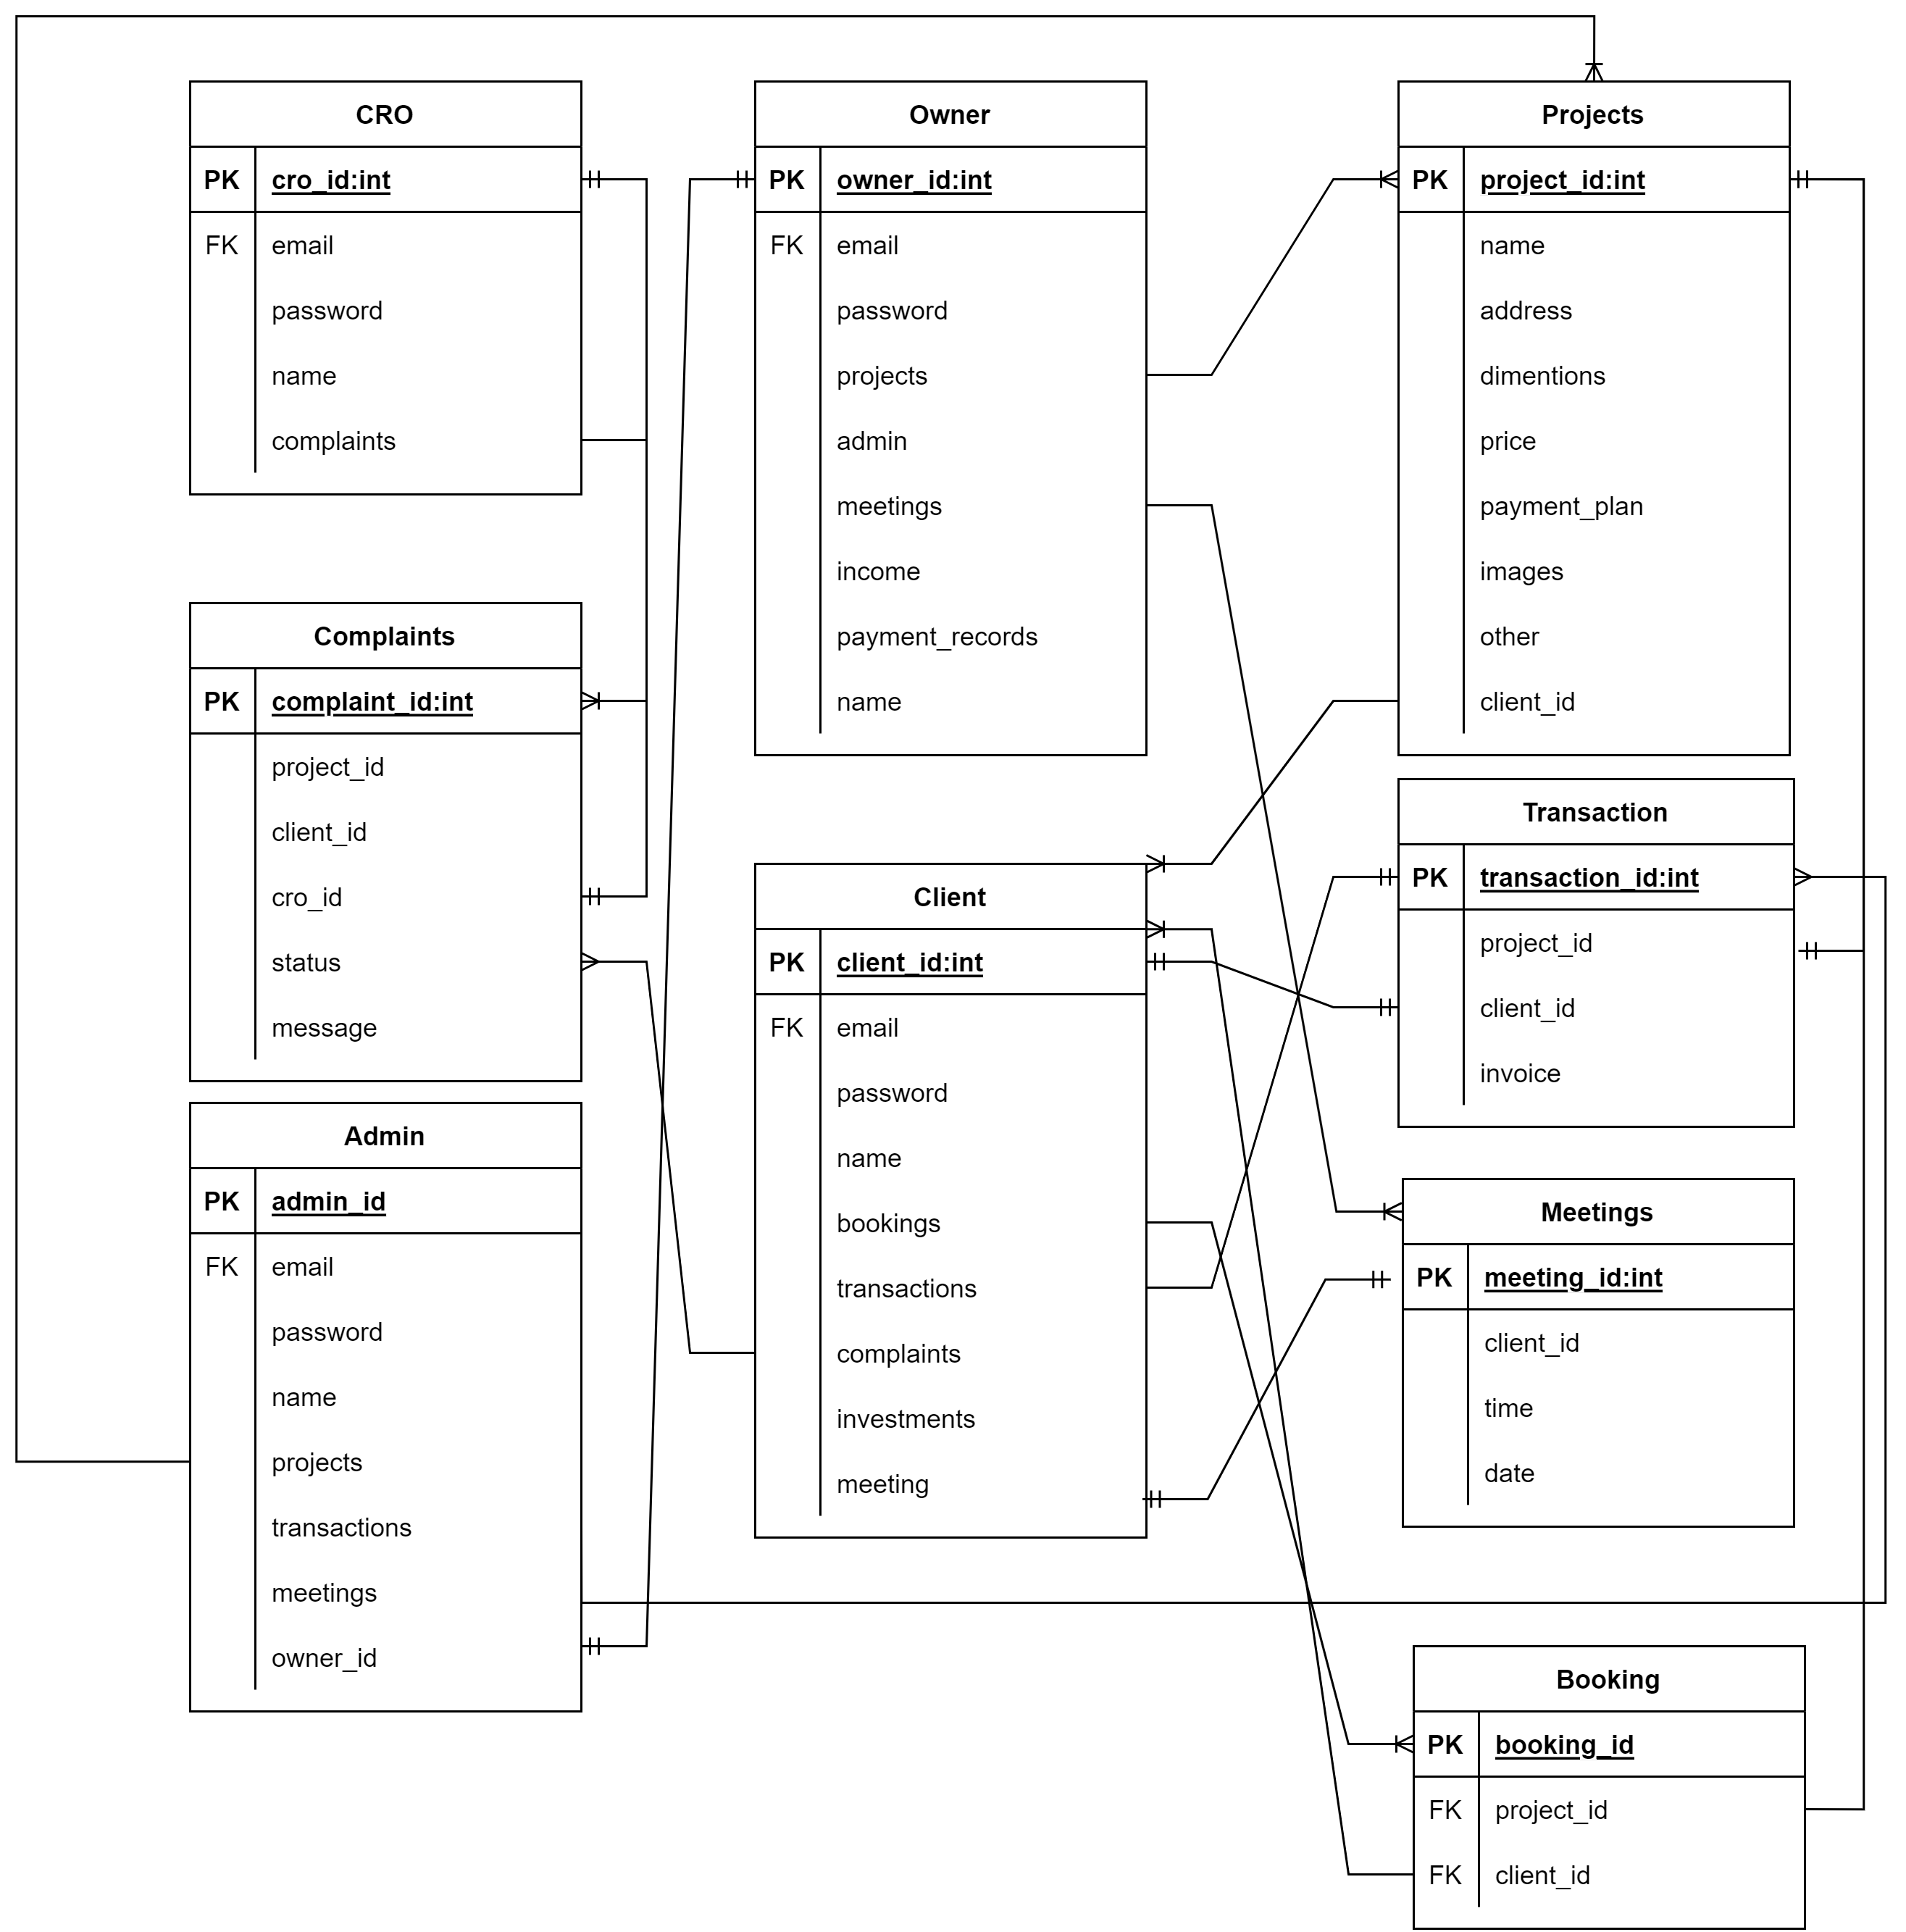 CRO
PK cro_id:int
FK email
password
name
complaints
Owner
PK owner_id:int
FK email
password
projects
admin
meetings
income
payment_records
name
Projects
PK project_id:int
name
address
dimentions
price
payment_plan
images
other
client_id
Complaints
PK complaint_id:int
project_id
client_id
cro_id
status
message
Client
PK client_id:int
FK email
password
name
bookings
transactions
complaints
investments
meeting
Transaction
PK transaction_id:int
project_id
client_id
invoice
Admin
PK admin_id
FK email
password
name
projects
transactions
meetings
owner_id
Meetings
PK meeting_id:int
client_id
time
date
Booking
PK booking_id
FK project_id
FK client_id